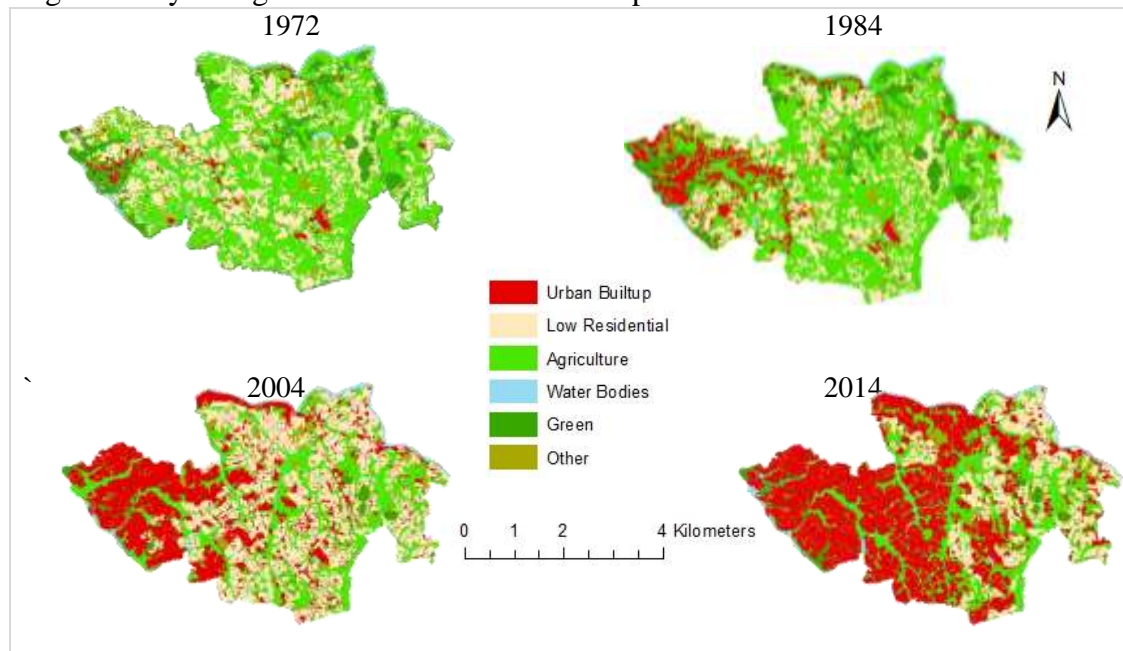 1972
1984
N
Urban Builtup
Low Residential
Agriculture
Water Bodies
Green
Other
`
2004
2014
0 1 2 4 Kilometers